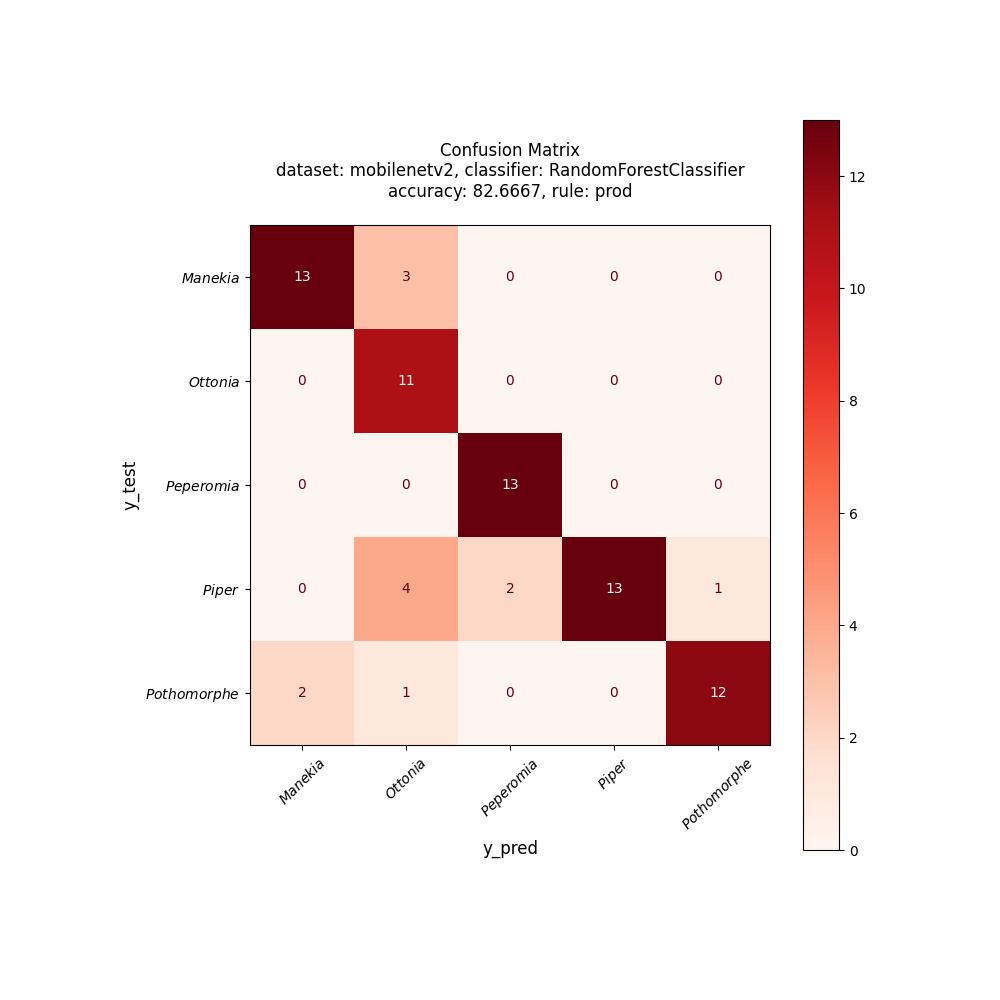 Confusion Matrix
dataset: mobilenetv2, classifier: RandomForestClassifier
accuracy: 82.6667, rule: prod
y_test
Manekia 13 3 0 0 0
Ottonia 0 11 0 0 0
Peperomia 0 0 13 0 0
Piper 0 4 2 13 1
Pothomorphe 2 1 0 0 12
Manekia Ottonia Peperomia Piper Pothomorphe
y_pred
12
10
8
6
4
2
0